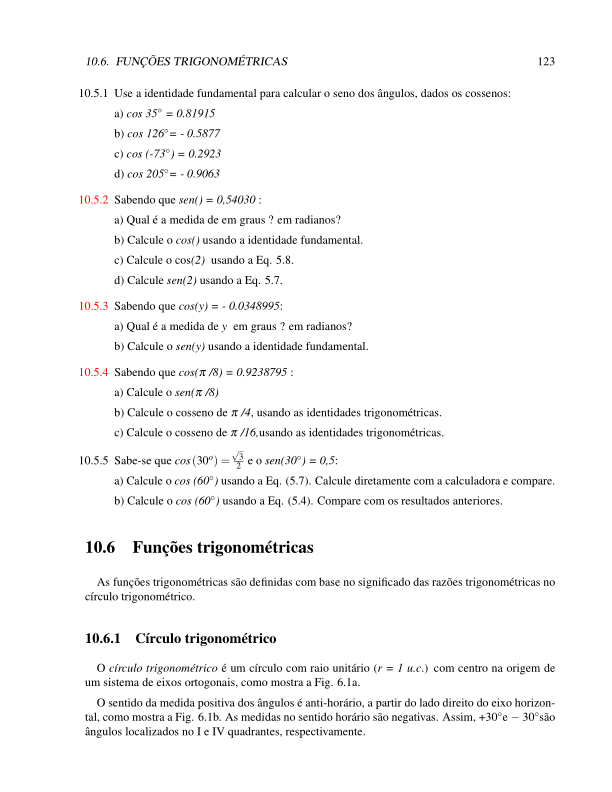 10.6. FUNÇÕES TRIGONOMÉTRICAS 123
10.5.1 Use a identidade fundamental para calcular o seno dos ângulos, dados os cossenos:
a) cos 35° = 0.81915
b) cos 126°= - 0.5877
c) cos (-73°) = 0.2923
d) cos 205°= - 0.9063
10.5.2 Sabendo que sen() = 0,54030 :
a) Qual é a medida de em graus ? em radianos?
b) Calcule o cos() usando a identidade fundamental.
c) Calcule o cos(2) usando a Eq. 5.8.
d) Calcule sen(2) usando a Eq. 5.7.
10.5.3 Sabendo que cos(y) = - 0.0348995:
a) Qual é a medida de y em graus ? em radianos?
b) Calcule o sen(y) usando a identidade fundamental.
10.5.4 Sabendo que cos(π /8) = 0.9238795 :
a) Calcule o sen(π /8)
b) Calcule o cosseno de π /4, usando as identidades trigonométricas.
c) Calcule o cosseno de π /16,usando as identidades trigonométricas.
10.5.5 Sabe-se que cos (30º) = √3/2 e o sen(30°) = 0,5:
a) Calcule o cos (60°) usando a Eq. (5.7). Calcule diretamente com a calculadora e compare.
b) Calcule o cos (60°) usando a Eq. (5.4). Compare com os resultados anteriores.
10.6 Funções trigonométricas
As funções trigonométricas são definidas com base no significado das razões trigonométricas no
círculo trigonométrico.
10.6.1 Círculo trigonométrico
O círculo trigonométrico é um círculo com raio unitário (r = 1 u.c.) com centro na origem de
um sistema de eixos ortogonais, como mostra a Fig. 6.1a.
O sentido da medida positiva dos ângulos é anti-horário, a partir do lado direito do eixo horizon-
tal, como mostra a Fig. 6.1b. As medidas no sentido horário são negativas. Assim, +30°e − 30°são
ângulos localizados no I e IV quadrantes, respectivamente.